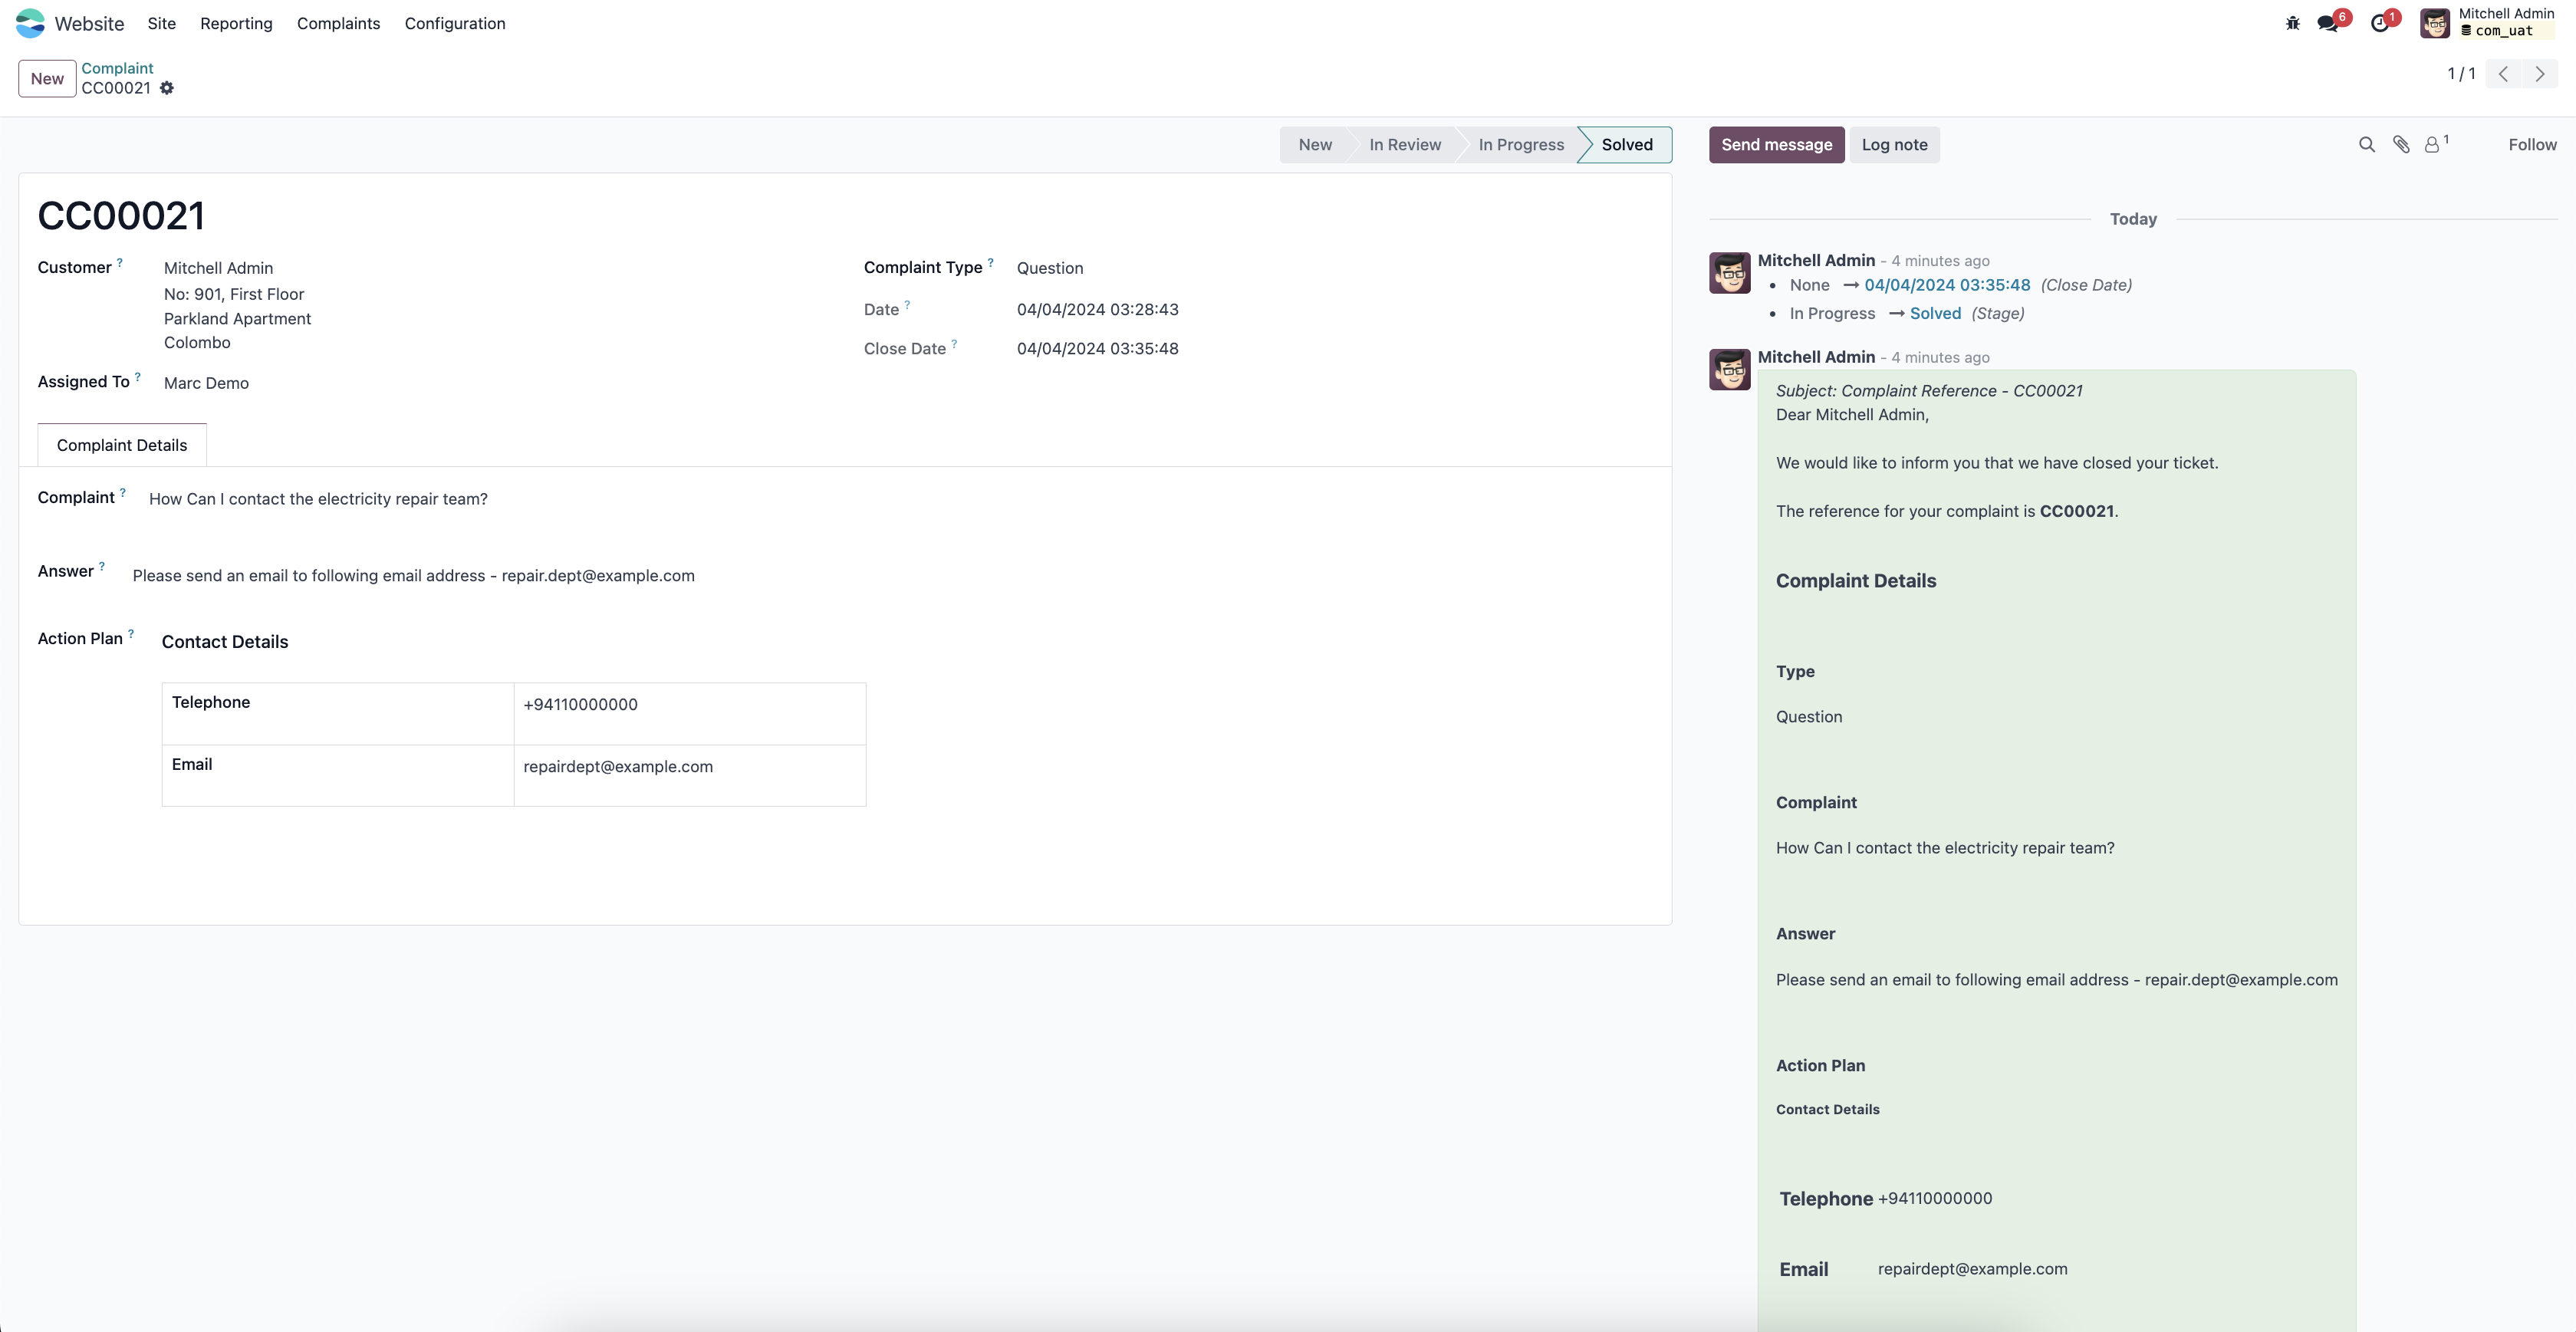 Website Site Reporting Complaints Configuration
6 1 Mitchell Admin
com_uat
New Complaint
CC00021
1 / 1
New In Review In Progress Solved
Send message Log note 1 Follow
CC00021
Customer ? Mitchell Admin
No: 901, First Floor
Parkland Apartment
Colombo
Assigned To ? Marc Demo
Complaint Type ? Question
Date ? 04/04/2024 03:28:43
Close Date ? 04/04/2024 03:35:48
Complaint Details
Complaint ? How Can I contact the electricity repair team?
Answer ? Please send an email to following email address - repair.dept@example.com
Action Plan ? Contact Details
Telephone +94110000000
Email repairdept@example.com
Today
Mitchell Admin - 4 minutes ago
• None → 04/04/2024 03:35:48 (Close Date)
• In Progress → Solved (Stage)
Mitchell Admin - 4 minutes ago
Subject: Complaint Reference - CC00021
Dear Mitchell Admin,
We would like to inform you that we have closed your ticket.
The reference for your complaint is CC00021.
Complaint Details
Type
Question
Complaint
How Can I contact the electricity repair team?
Answer
Please send an email to following email address - repair.dept@example.com
Action Plan
Contact Details
Telephone +94110000000
Email repairdept@example.com